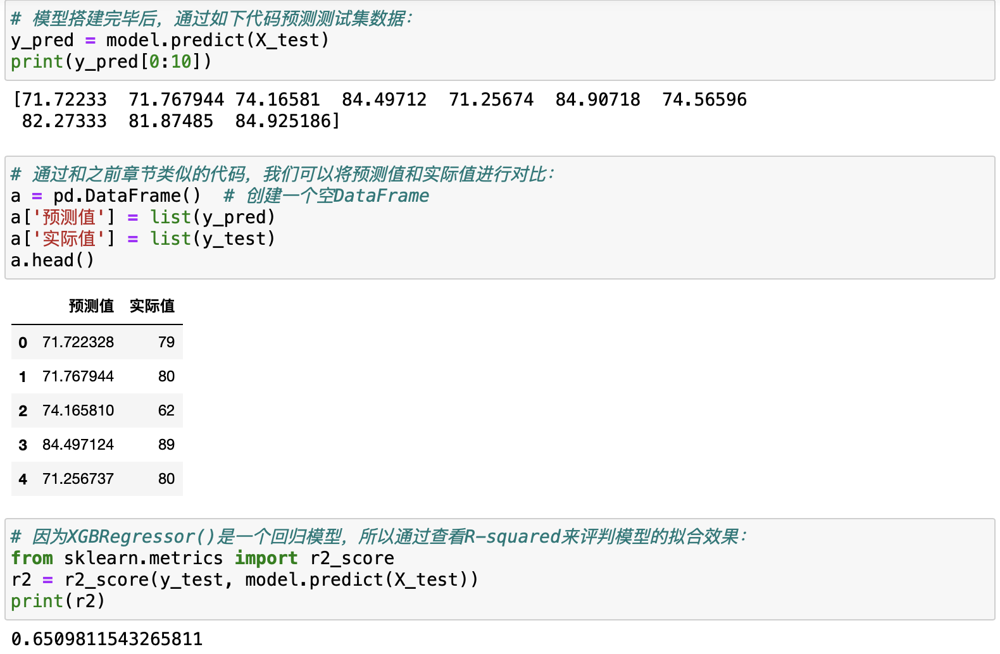 # 模型搭建完毕后，通过如下代码预测测试集数据：
y_pred = model.predict(X_test)
print(y_pred[0:10])
[71.72233  71.767944 74.16581  84.49712  71.25674  84.90718  74.56596
 82.27333  81.87485  84.925186]
# 通过和之前章节类似的代码，我们可以将预测值和实际值进行对比：
a = pd.DataFrame()  # 创建一个空DataFrame
a['预测值'] = list(y_pred)
a['实际值'] = list(y_test)
a.head()
预测值 实际值
0 71.722328 79
1 71.767944 80
2 74.165810 62
3 84.497124 89
4 71.256737 80
# 因为XGBRegressor()是一个回归模型，所以通过查看R-squared来评判模型的拟合效果：
from sklearn.metrics import r2_score
r2 = r2_score(y_test, model.predict(X_test))
print(r2)
0.6509811543265811